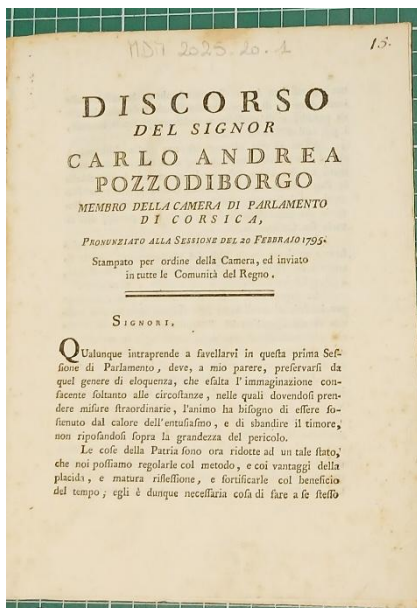 MDM 2025.20.1
15.
DISCORSO
DEL SIGNOR
CARLO ANDREA
POZZODIBORGO
MEMBRO DELLA CAMERA DI PARLAMENTO
DI CORSICA,
PRONUNZIATO ALLA SESSIONE DEL 20 FEBBRAJO 1795.
Stampato per ordine della Camera, ed inviato
in tutte le Comunità del Regno.
SIGNORI,
QUalunque intraprende a favellarvi in queſta prima Seſ-
ſione di Parlamento, deve, a mio parere, preſervarſi da
quel genere di eloquenza, che eſalta l'immaginazione con-
facente ſoltanto alle circoſtanze, nelle quali dovendoſi pren-
dere miſure ſtraordinarie, l'animo ha biſogno di eſſere ſo-
ſtenuto dal calore dell'entuſiaſmo, e di sbandire il timore,
non ripoſandoſi ſopra la grandezza del pericolo.
Le coſe della Patria ſono ora ridotte ad un tale ſtato,
che noi poſſiamo regolarle col metodo, e coi vantaggi della
placida, e matura rifleſſione, e fortificarle col beneficio
del tempo; egli è dunque neceſſaria coſa di fare a ſe ſteſſo